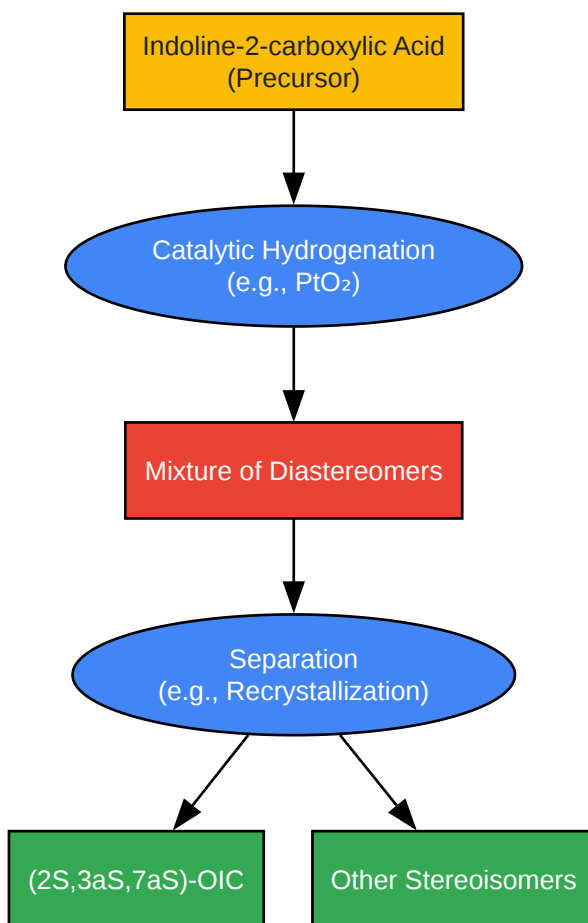 Indoline-2-carboxylic Acid
(Precursor)
Catalytic Hydrogenation
(e.g., PtO₂)
Mixture of Diastereomers
Separation
(e.g., Recrystallization)
(2S,3aS,7aS)-OIC
Other Stereoisomers